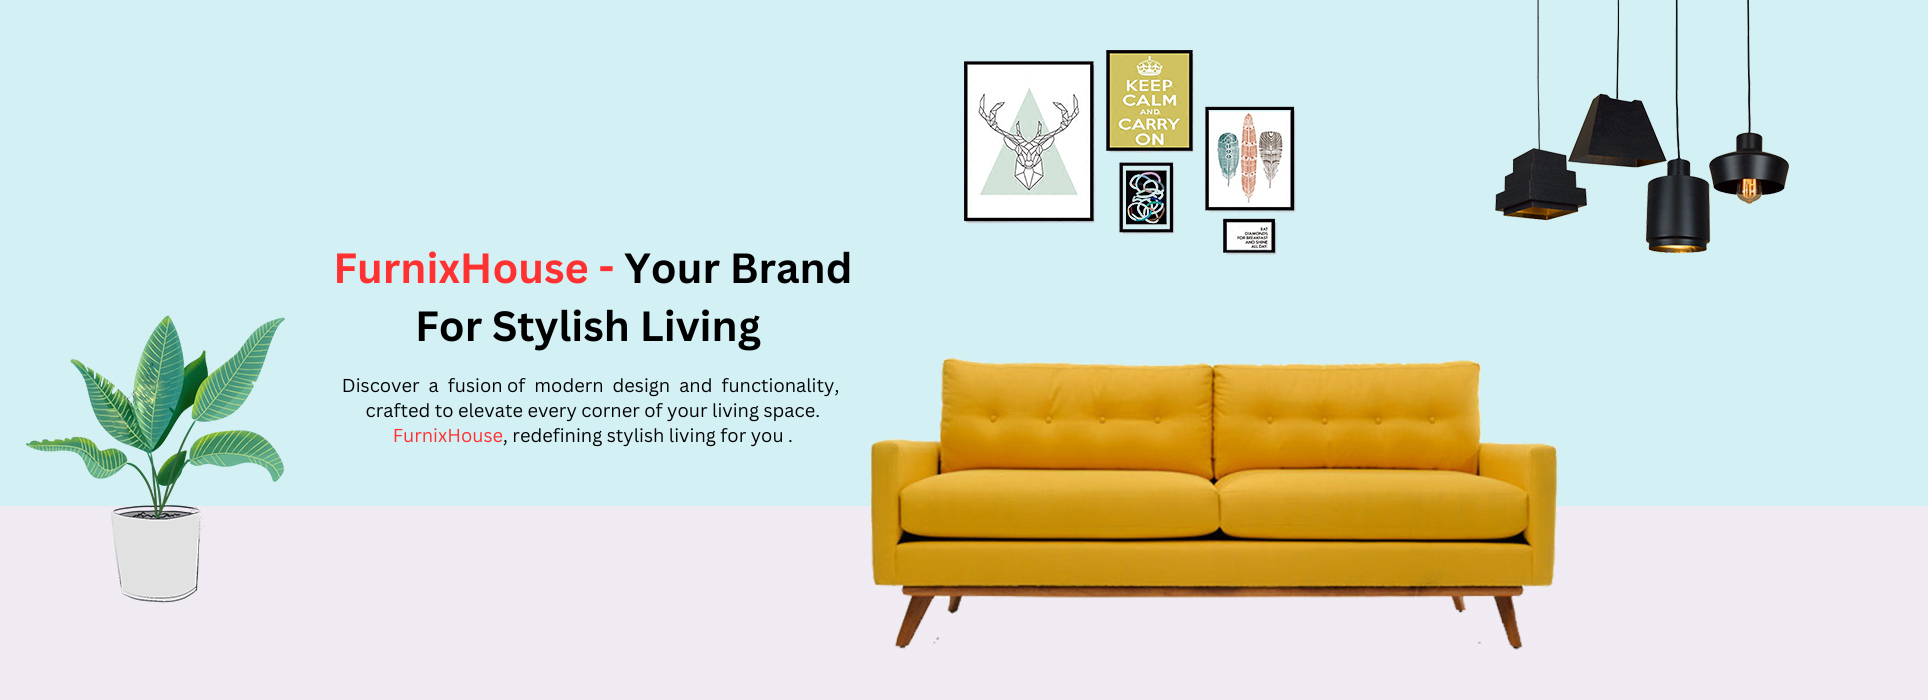 KEEP
CALM
AND
CARRY
ON
EAT
DIAMONDS
FOR BREAKFAST
AND SHINE
ALL DAY.
FurnixHouse - Your Brand
For Stylish Living
Discover a fusion of modern design and functionality,
crafted to elevate every corner of your living space.
FurnixHouse, redefining stylish living for you .